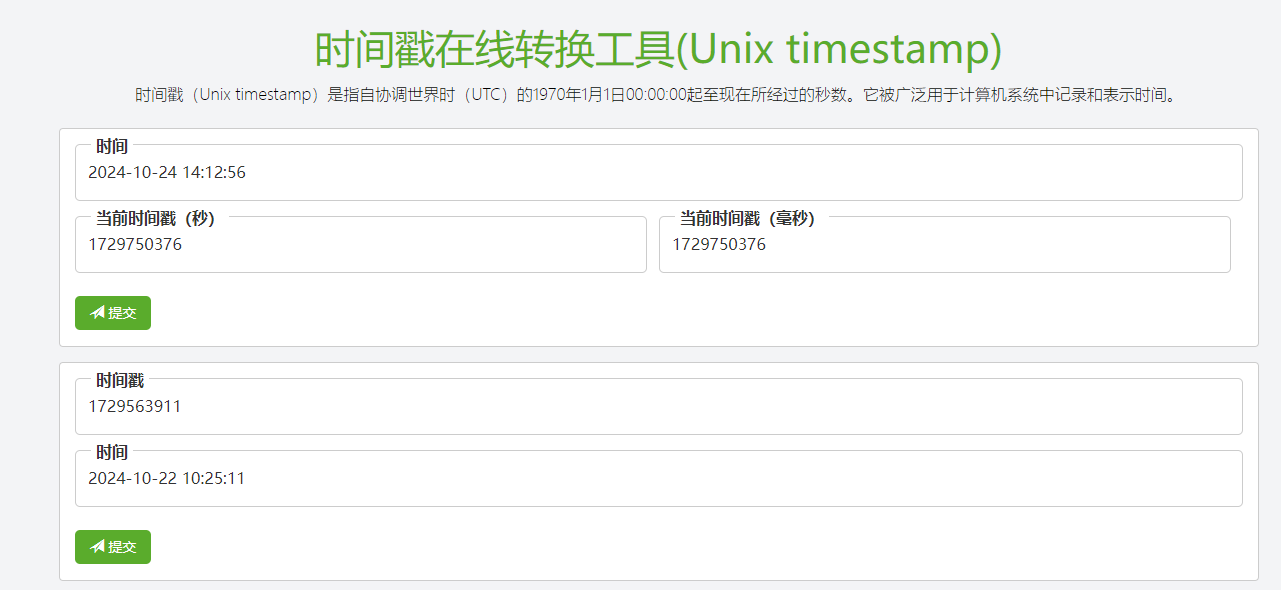 时间戳在线转换工具(Unix timestamp)
时间戳（Unix timestamp）是指自协调世界时（UTC）的1970年1月1日00:00:00起至现在所经过的秒数。它被广泛用于计算机系统中记录和表示时间。
时间
2024-10-24 14:12:56
当前时间戳（秒）
1729750376
当前时间戳（毫秒）
1729750376
提交
时间戳
1729563911
时间
2024-10-22 10:25:11
提交